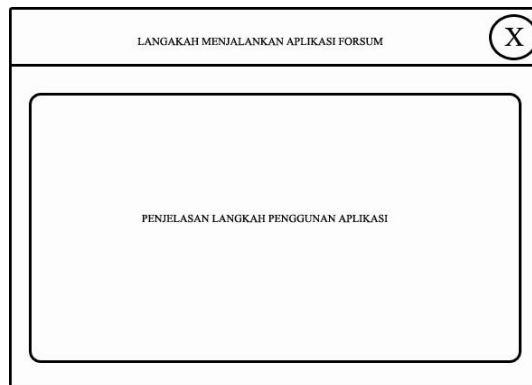 LANGAKAH MENJALANKAN APLIKASI FORSUM
X
PENJELASAN LANGKAH PENGGUNAN APLIKASI